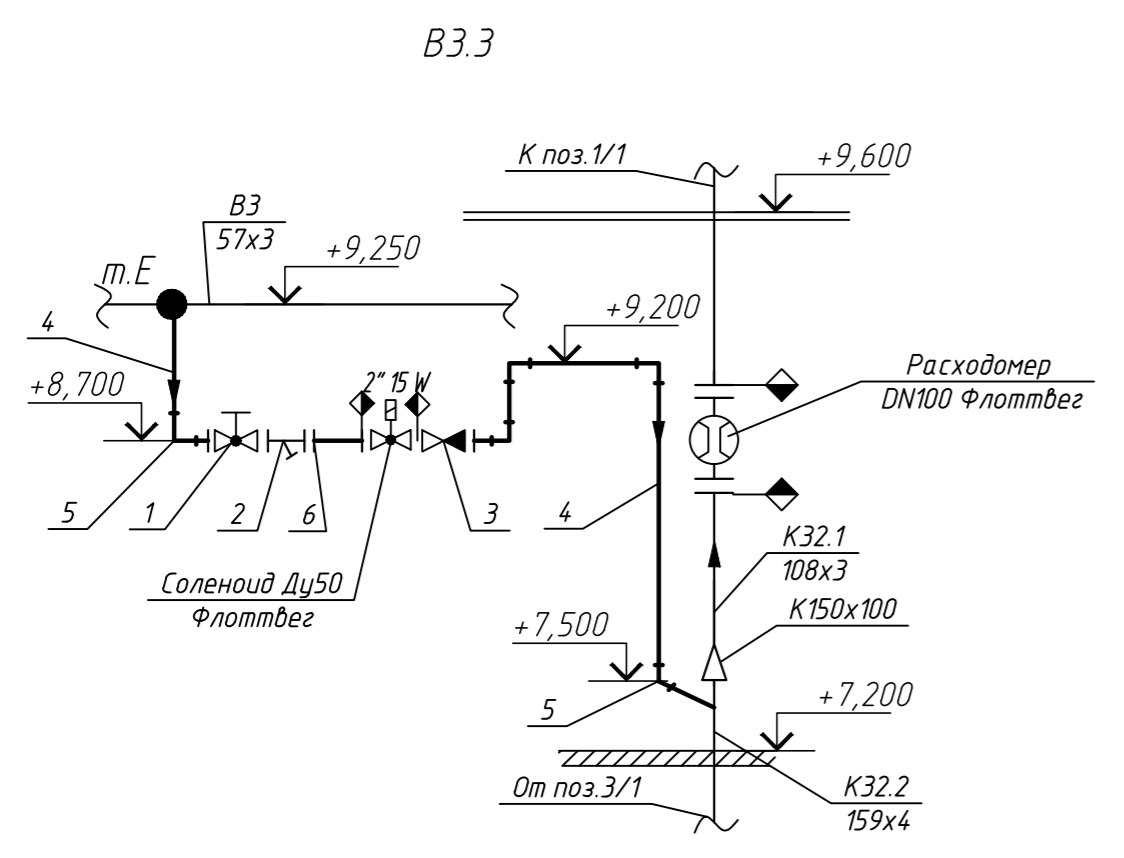 В3.3
К поз.1/1
+9,600
В3
57х3
+9,250
т.Е
4
+9,200
+8,700
2" 15 W
Расходомер
DN100 Флоттвег
5
1
2
6
3
4
К32.1
108х3
Соленоид Ду50
Флоттвег
К150х100
+7,500
+7,200
5
От поз.3/1
К32.2
159х4